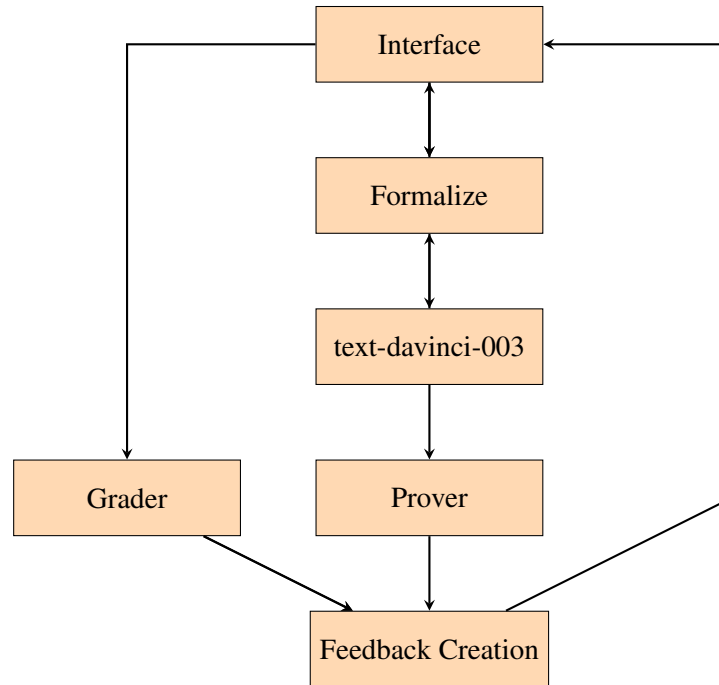 Interface
Formalize
text-davinci-003
Grader
Prover
Feedback Creation